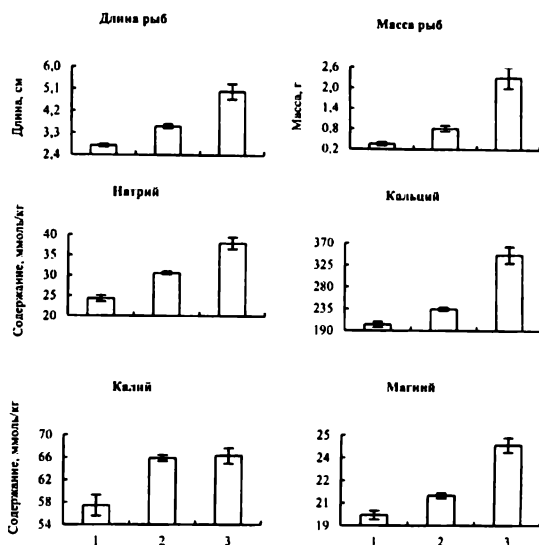 Длина рыб
Длина, см
6,0
5,1
4,2
3,3
2,4
Масса рыб
Масса, г
2,6
2,0
1,4
0,8
0,2
Натрий
Содержание, ммоль/кг
40
35
30
25
20
Кальций
370
325
280
235
190
Калий
Содержание, ммоль/кг
70
66
62
58
54
1 2 3
Магний
25
24
22
21
19
1 2 3